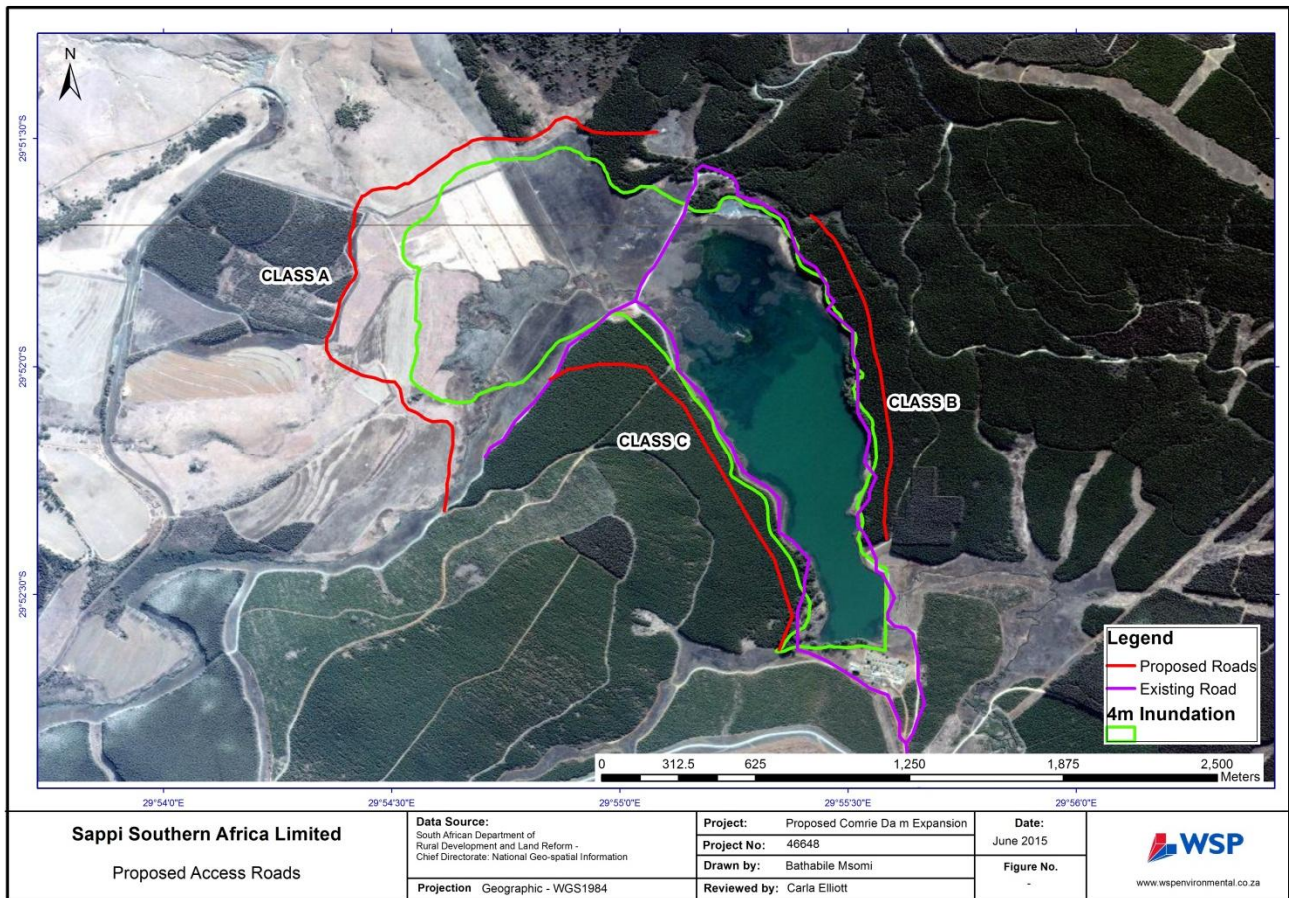 N
29°51'30"S
29°52'0"S
29°52'30"S
CLASS A
CLASS B
CLASS C
Legend
Proposed Roads
Existing Road
4m Inundation
0 312.5 625 1,250 1,875 2,500
Meters
29°54'0"E 29°54'30"E 29°55'0"E 29°55'30"E 29°56'0"E
Sappi Southern Africa Limited
Proposed Access Roads
Data Source:
South African Department of
Rural Development and Land Reform -
Chief Directorate: National Geo-spatial Information
Projection Geographic - WGS1984
Project: Proposed Comrie Da m Expansion
Project No: 46648
Drawn by: Bathabile Msomi
Reviewed by: Carla Elliott
Date:
June 2015
Figure No.
-
WSP
www.wspenvironmental.co.za